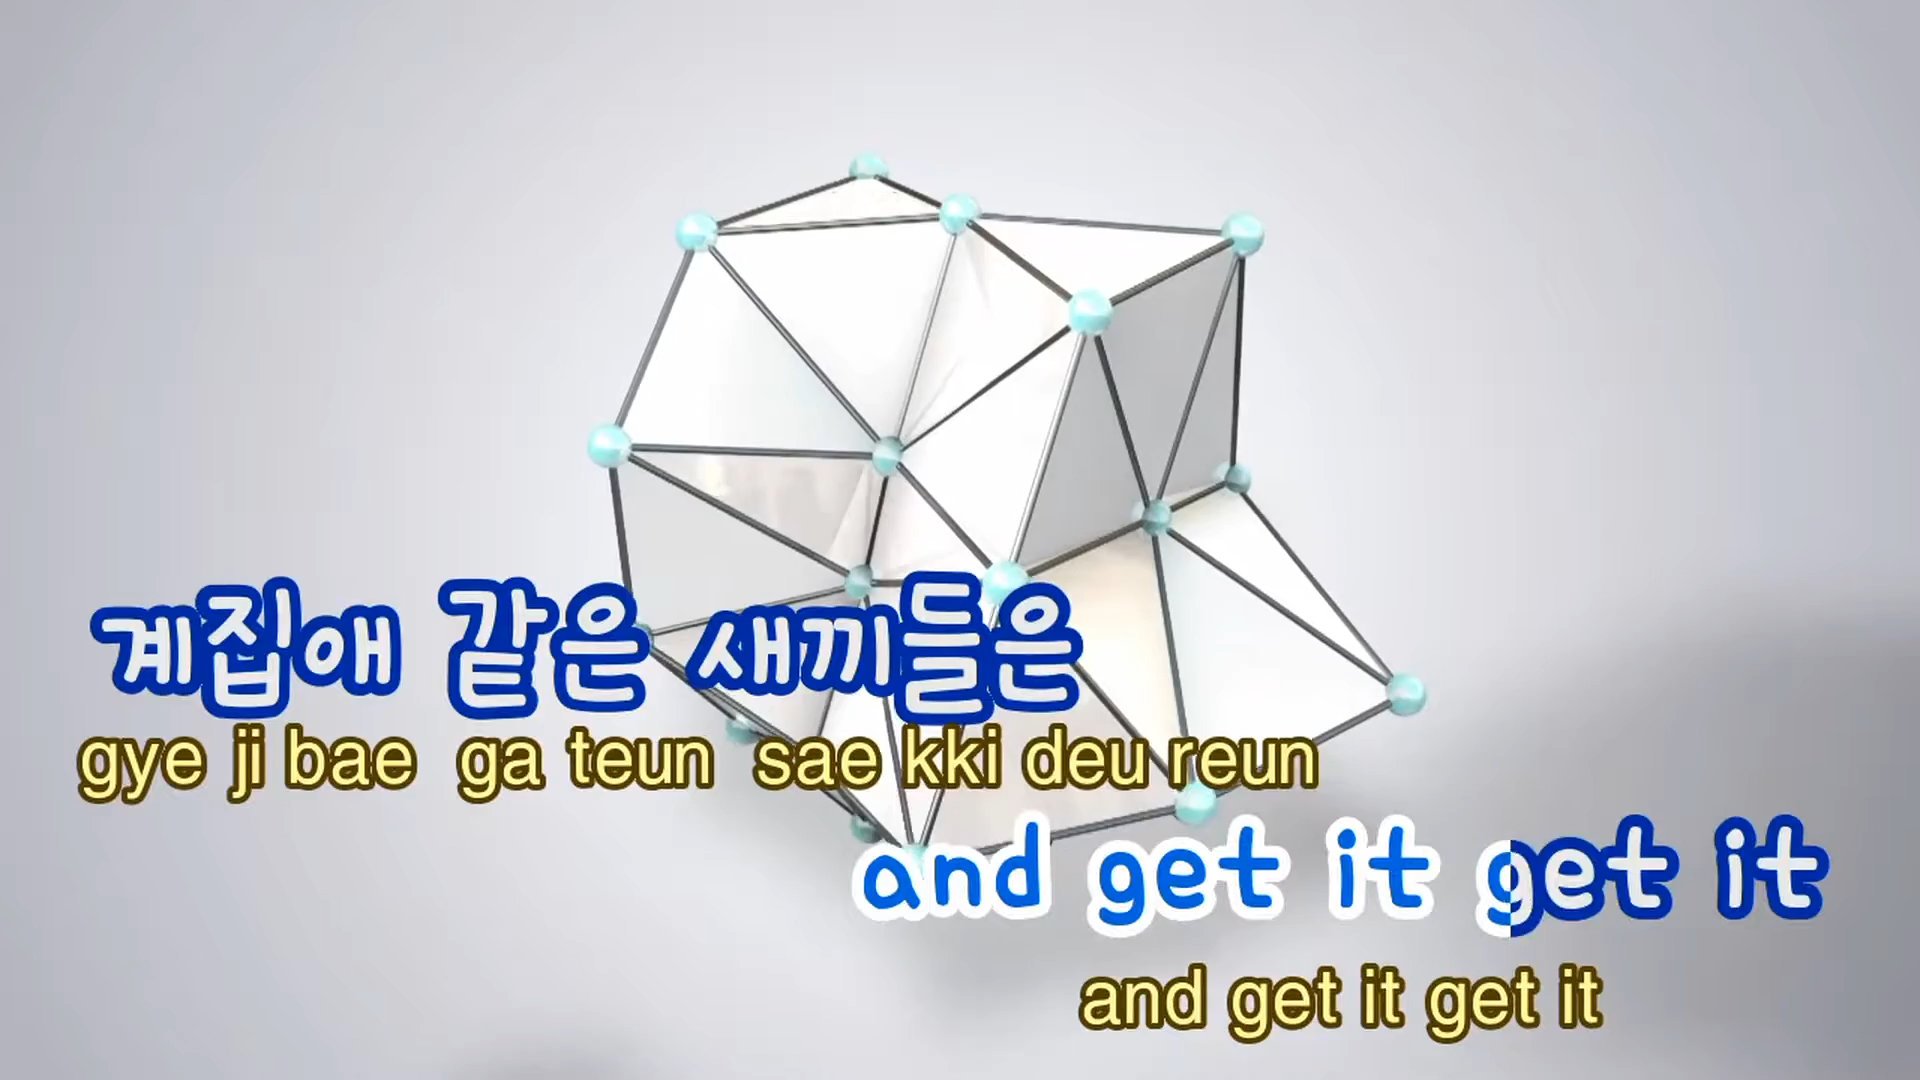 계집애 같은 새끼들은
gye ji bae ga teun sae kki deu reun
and get it get it
and get it get it